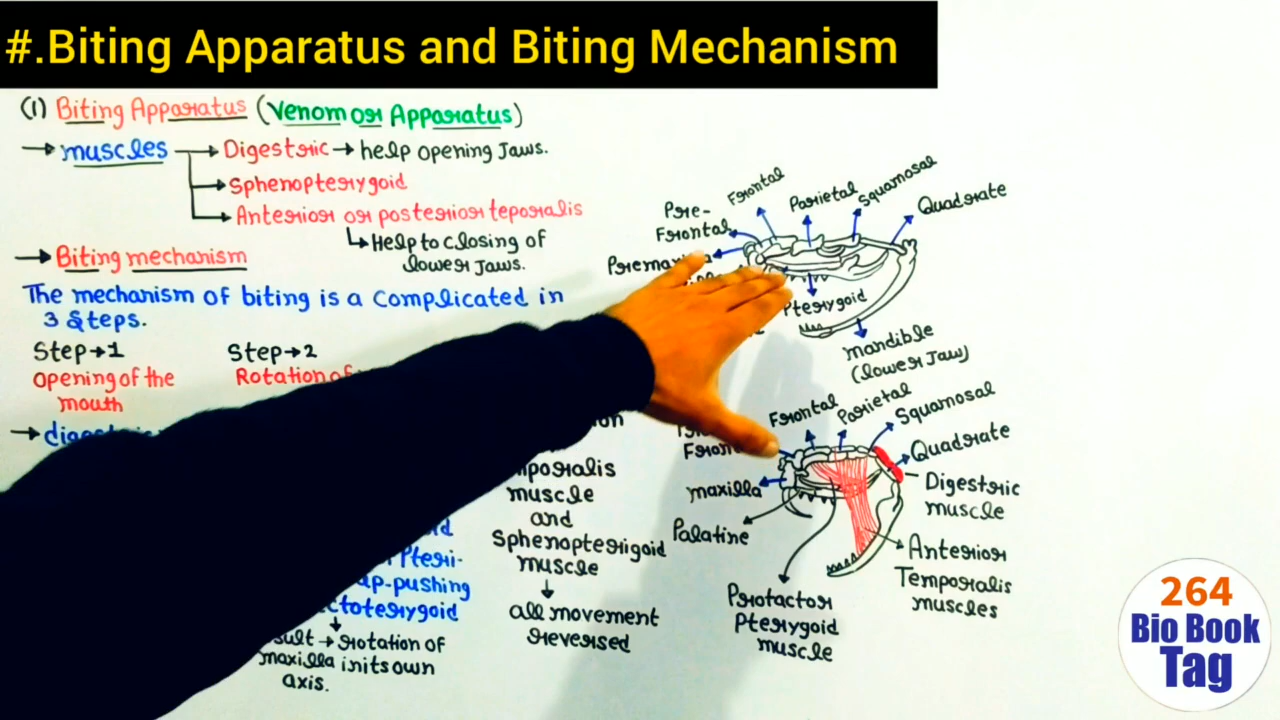 #.Biting Apparatus and Biting Mechanism
(1) Biting Apparatus (Venom or Apparatus)
→ muscles → Digestric → help opening Jaws.
→ Sphenopterygoid
→ Anterior or posterior teporalis
↳ Help to closing of
lower Jaws.
→ Biting mechanism
The mechanism of biting is a complicated in
3 Steps.
Step→1
Opening of the
mouth
Step→2
Rotation of
up-pushing
result → rotation of
maxilla in its own
axis.
muscle
and
Sphenopterigoid
muscle
↓
all movement
reversed
Pre-
Frontal
Frontal
Parietal
Squamosal
Quadrate
Pterygoid
mandible
(lower Jaw)
Frontal
Parietal
Squamosal
Quadrate
Digestric
muscle
maxilla
Palatine
Anterior
Temporalis
muscles
Protactor
Pterygoid
muscle
264
Bio Book
Tag